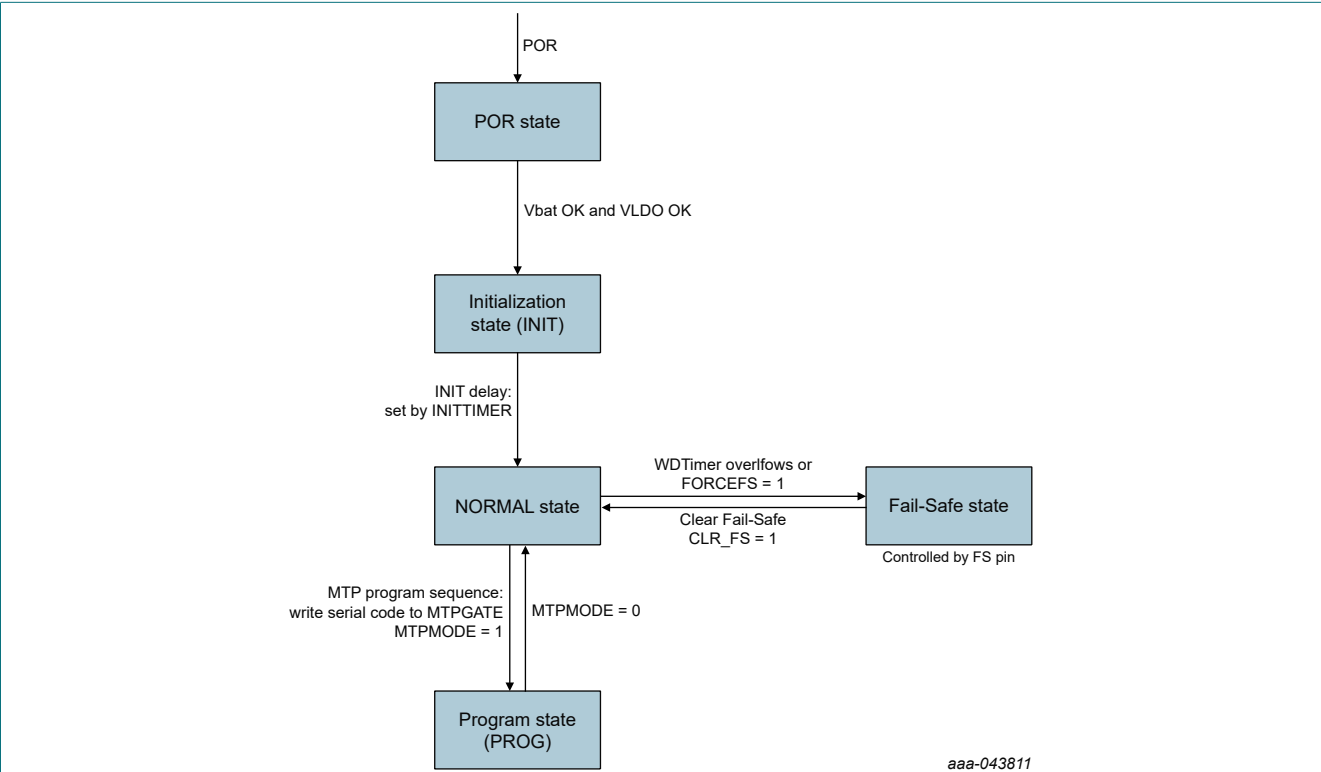 POR
POR state
Vbat OK and VLDO OK
Initialization
state (INIT)
INIT delay:
set by INITTIMER
NORMAL state
WDTimer overlfows or
FORCEFS = 1
Clear Fail-Safe
CLR_FS = 1
Fail-Safe state
Controlled by FS pin
MTP program sequence:
write serial code to MTPGATE
MTPMODE = 1
MTPMODE = 0
Program state
(PROG)
aaa-043811